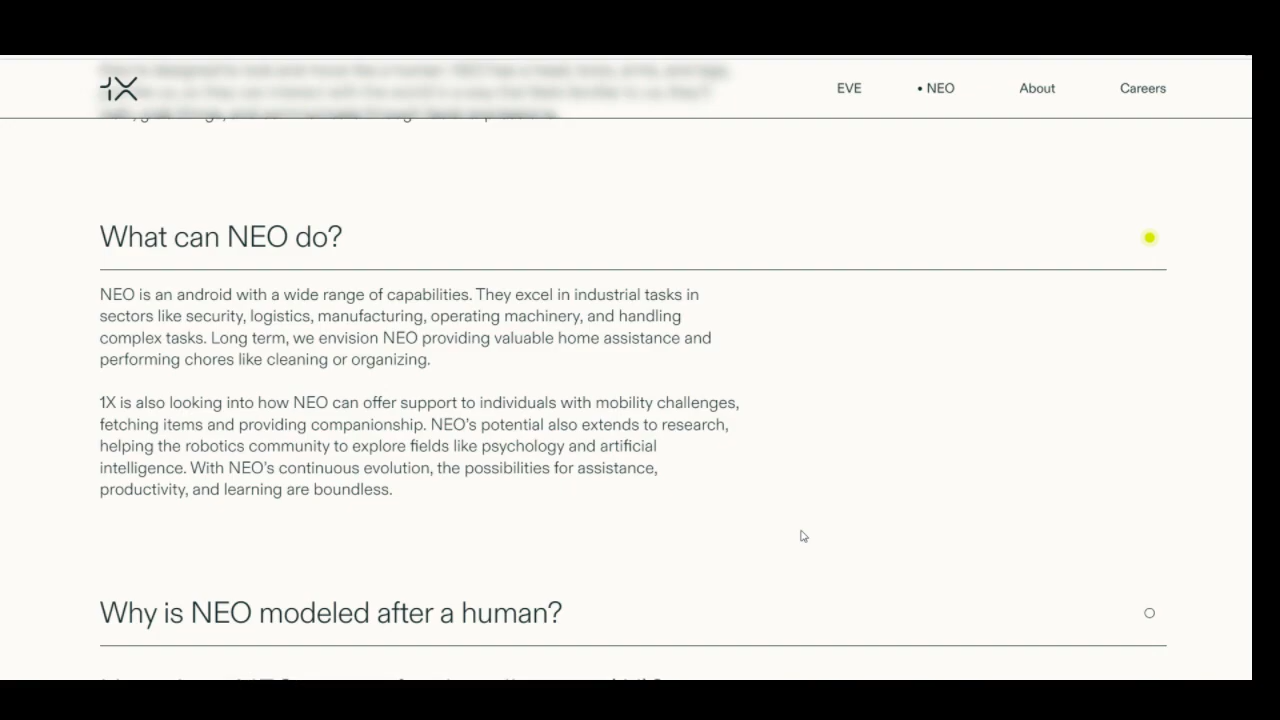 1X
EVE
• NEO
About
Careers
What can NEO do?
NEO is an android with a wide range of capabilities. They excel in industrial tasks in
sectors like security, logistics, manufacturing, operating machinery, and handling
complex tasks. Long term, we envision NEO providing valuable home assistance and
performing chores like cleaning or organizing.
1X is also looking into how NEO can offer support to individuals with mobility challenges,
fetching items and providing companionship. NEO's potential also extends to research,
helping the robotics community to explore fields like psychology and artificial
intelligence. With NEO's continuous evolution, the possibilities for assistance,
productivity, and learning are boundless.
Why is NEO modeled after a human?